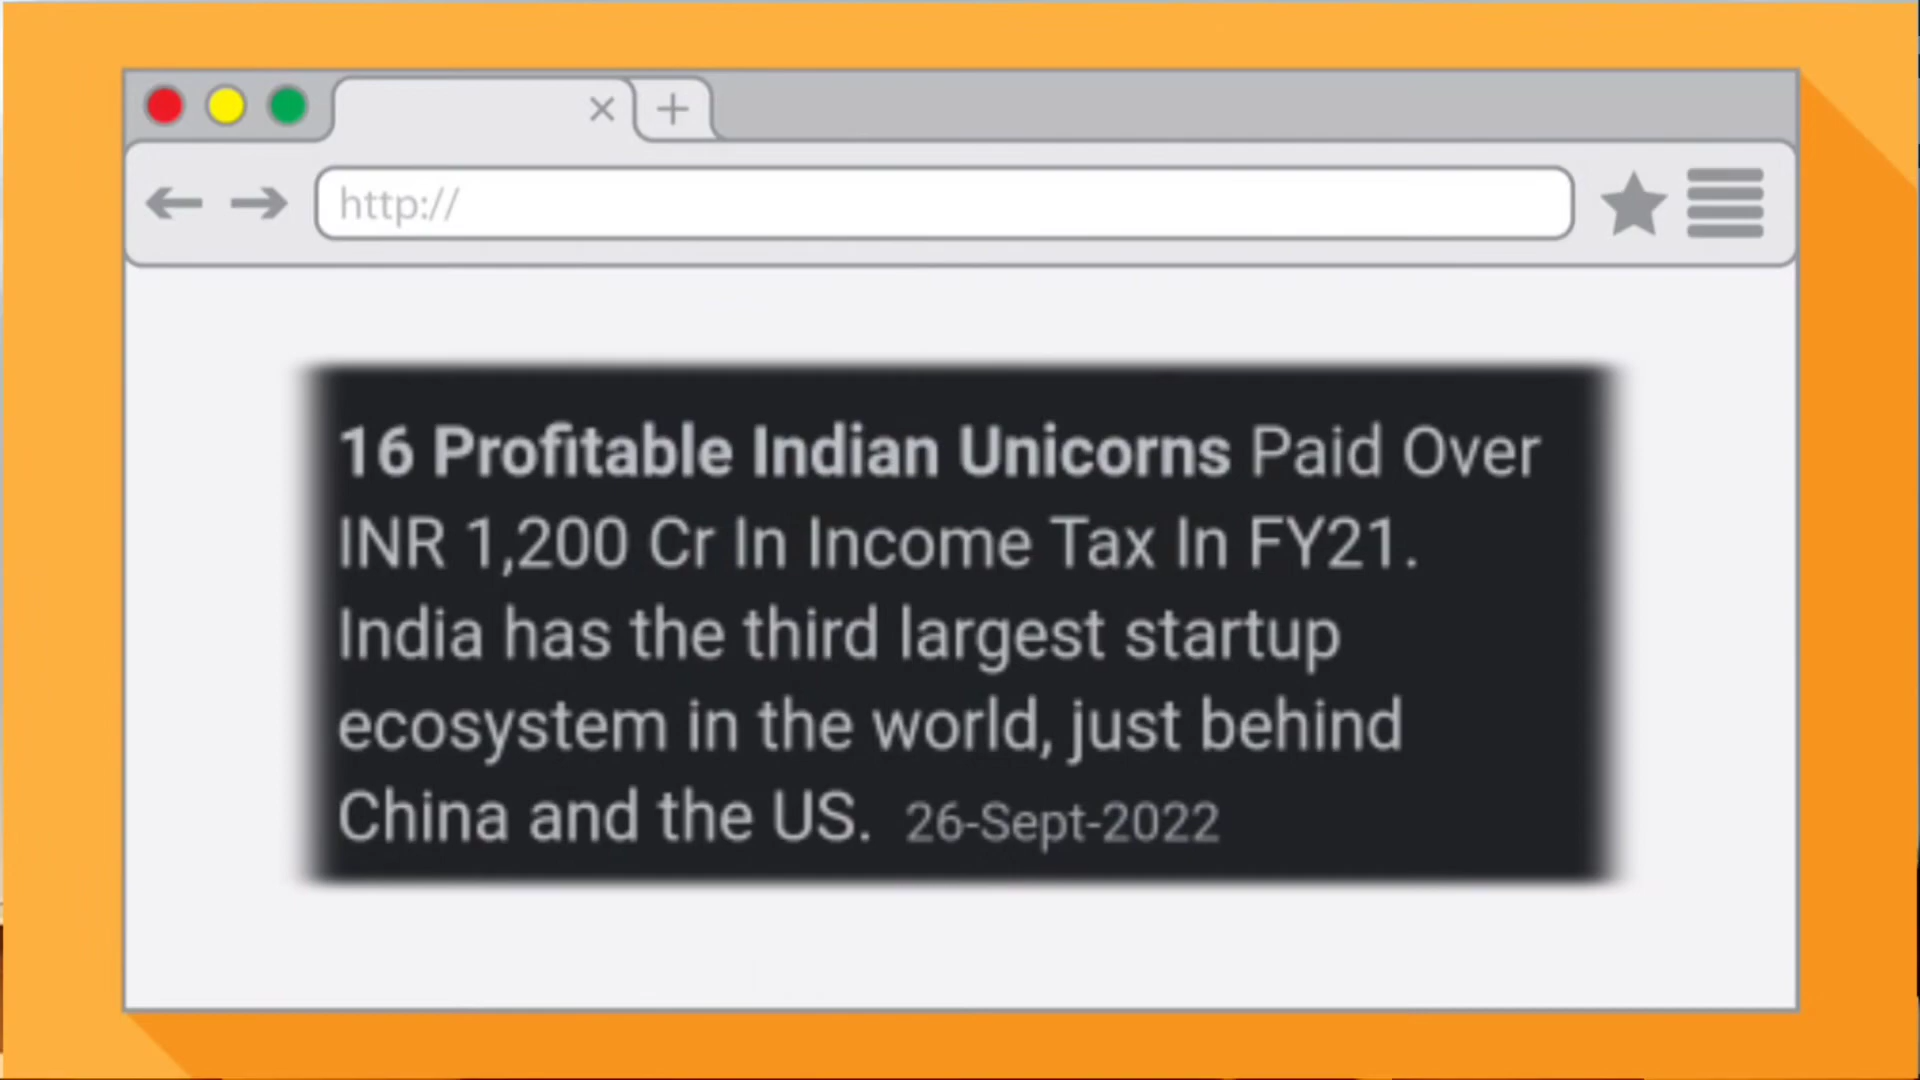 http://
16 Profitable Indian Unicorns Paid Over
INR 1,200 Cr In Income Tax In FY21.
India has the third largest startup
ecosystem in the world, just behind
China and the US. 26-Sept-2022